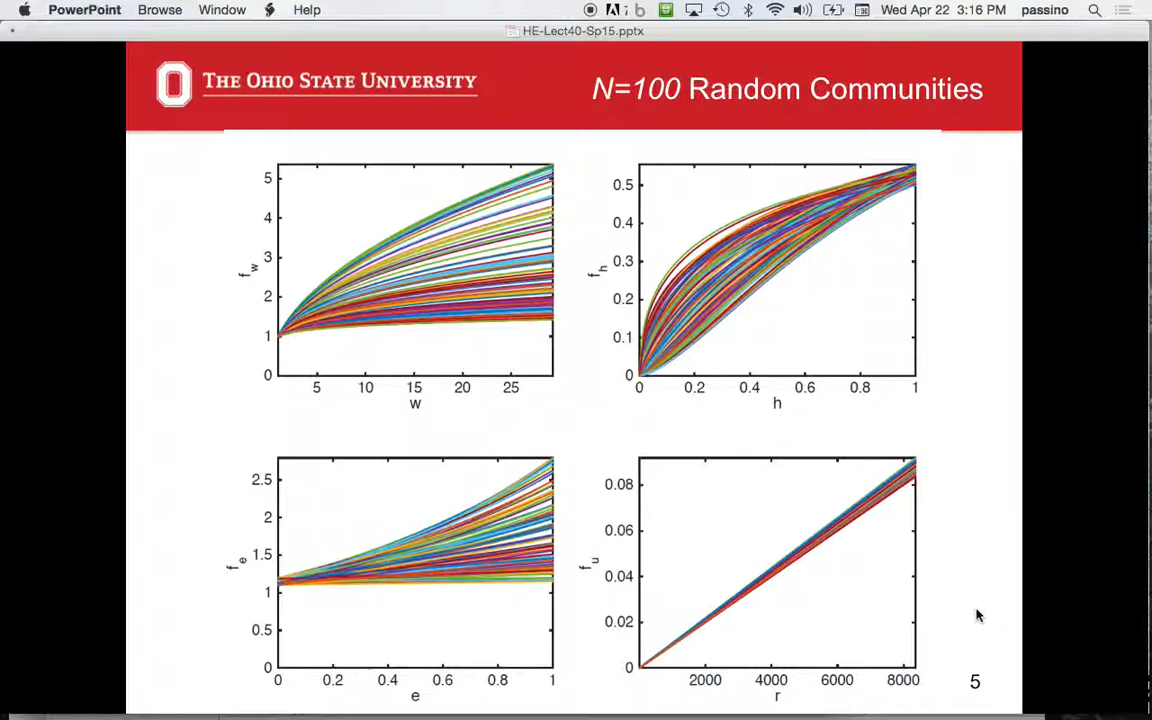 PowerPoint Browse Window Help Wed Apr 22 3:16 PM passino
HE-Lect40-Sp15.pptx
THE OHIO STATE UNIVERSITY
N=100 Random Communities
5
4
3
2
1
0
f_w
5 10 15 20 25
w
0.5
0.4
0.3
0.2
0.1
0
f_h
0 0.2 0.4 0.6 0.8 1
h
2.5
2
1.5
1
0.5
0
f_e
0 0.2 0.4 0.6 0.8 1
e
0.08
0.06
0.04
0.02
0
f_u
2000 4000 6000 8000
r
5